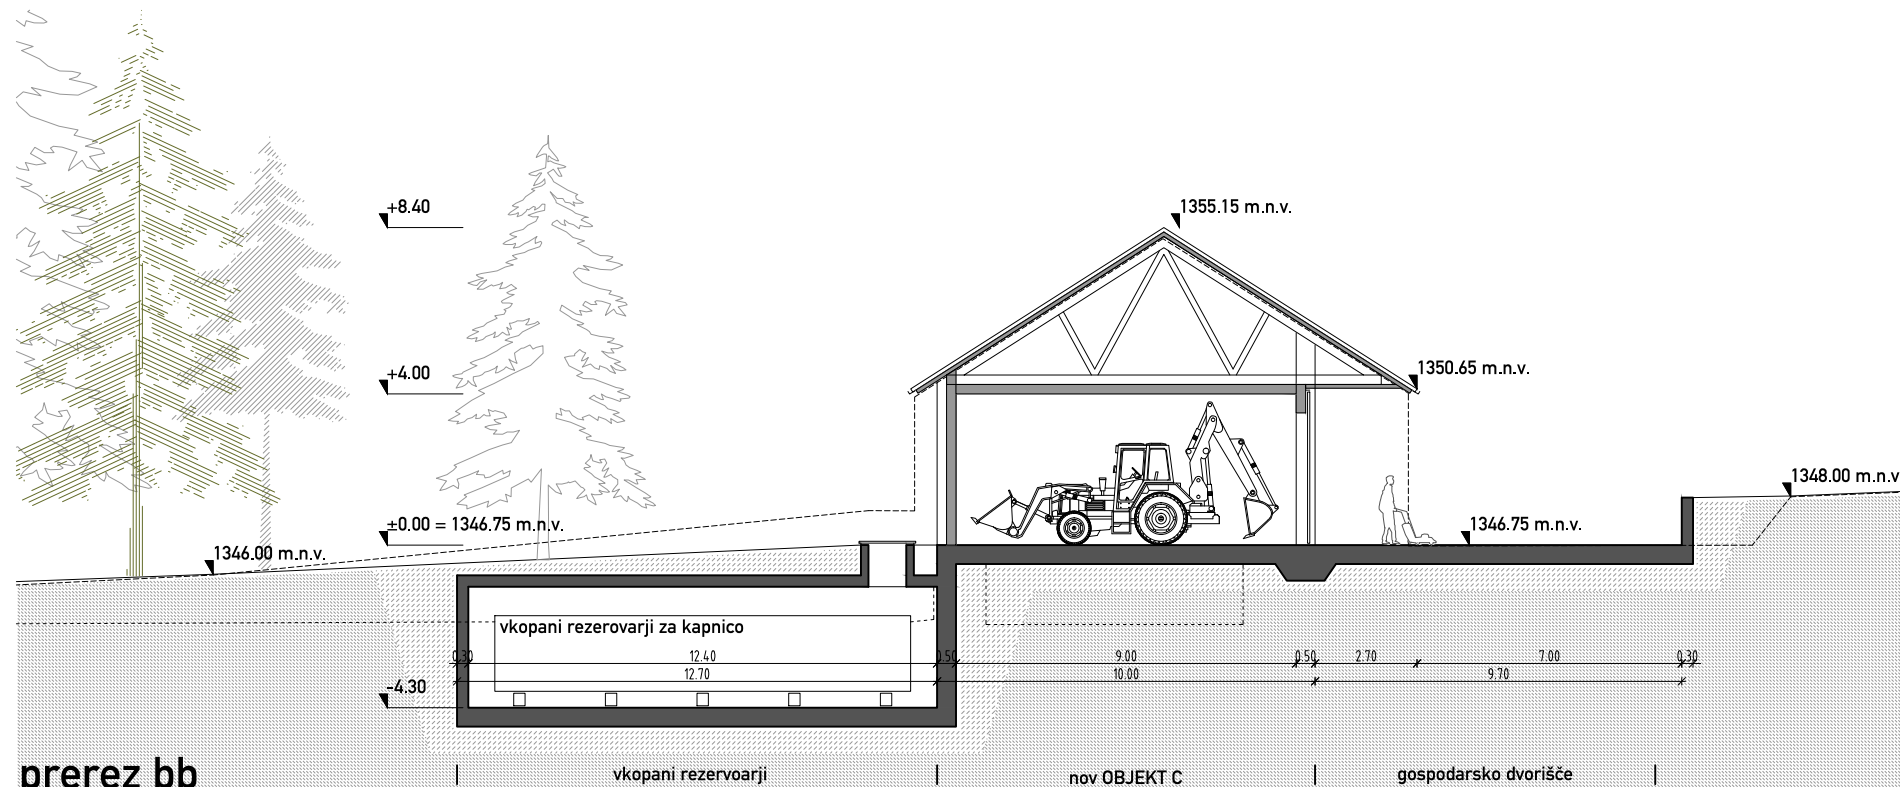 +8.40
1355.15 m.n.v.
+4.00
1350.65 m.n.v.
1348.00 m.n.v
±0.00 = 1346.75 m.n.v.
1346.75 m.n.v.
1346.00 m.n.v.
vkopani rezerovarji za kapnico
0.30 12.40 0.50 9.00 0.50 2.70 7.00 0.30
12.70 10.00 9.70
-4.30
prerez bb
vkopani rezervoarji nov OBJEKT C gospodarsko dvorišče